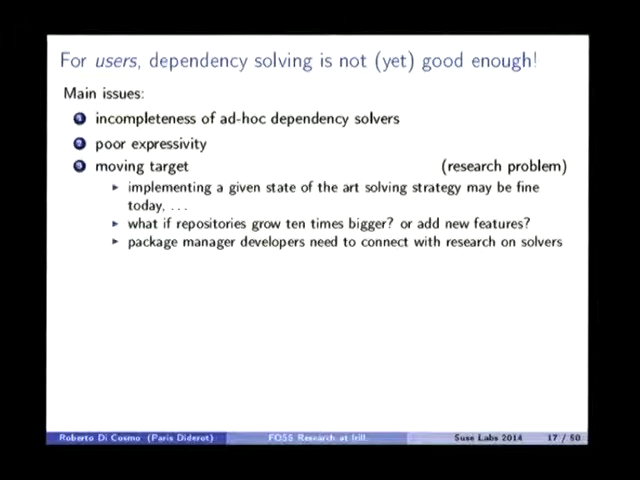 For users, dependency solving is not (yet) good enough!
Main issues:
1 incompleteness of ad-hoc dependency solvers
2 poor expressivity
3 moving target (research problem)
▶ implementing a given state of the art solving strategy may be fine
today, ...
▶ what if repositories grow ten times bigger? or add new features?
▶ package manager developers need to connect with research on solvers
Roberto Di Cosmo (Paris Diderot) FOSS Research at Irill. Suse Labs 2014 17 / 50